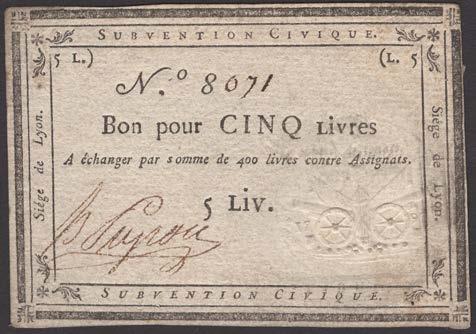 SUBVENTION CIVIQUE.
5 L.) (L. 5
N.º 8071
Bon pour CINQ LIVRES
A échanger par somme de 400 livres contre Assignats.
5 LIV.
Siége de Lyon.
Siége de Lyon.
SUBVENTION CIVIQUE.